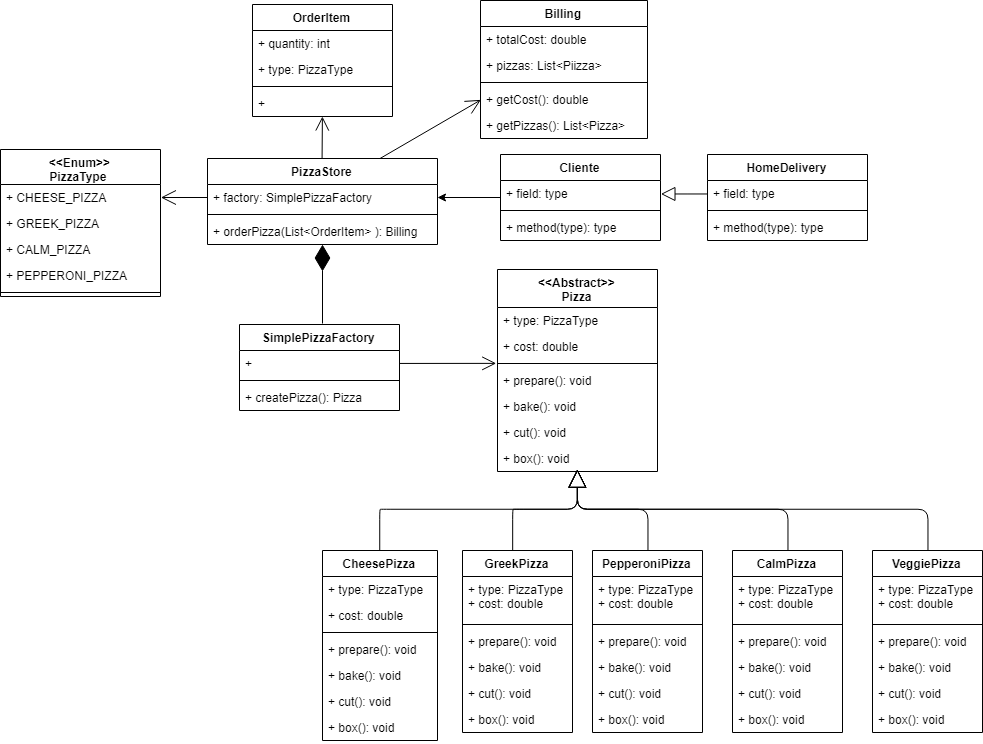 OrderItem
+ quantity: int
+ type: PizzaType
+
Billing
+ totalCost: double
+ pizzas: List<Piizza>
+ getCost(): double
+ getPizzas(): List<Pizza>
<<Enum>>
PizzaType
+ CHEESE_PIZZA
+ GREEK_PIZZA
+ CALM_PIZZA
+ PEPPERONI_PIZZA
PizzaStore
+ factory: SimplePizzaFactory
+ orderPizza(List<OrderItem> ): Billing
Cliente
+ field: type
+ method(type): type
HomeDelivery
+ field: type
+ method(type): type
SimplePizzaFactory
+
+ createPizza(): Pizza
<<Abstract>>
Pizza
+ type: PizzaType
+ cost: double
+ prepare(): void
+ bake(): void
+ cut(): void
+ box(): void
CheesePizza
+ type: PizzaType
+ cost: double
+ prepare(): void
+ bake(): void
+ cut(): void
+ box(): void
GreekPizza
+ type: PizzaType
+ cost: double
+ prepare(): void
+ bake(): void
+ cut(): void
+ box(): void
PepperoniPizza
+ type: PizzaType
+ cost: double
+ prepare(): void
+ bake(): void
+ cut(): void
+ box(): void
CalmPizza
+ type: PizzaType
+ cost: double
+ prepare(): void
+ bake(): void
+ cut(): void
+ box(): void
VeggiePizza
+ type: PizzaType
+ cost: double
+ prepare(): void
+ bake(): void
+ cut(): void
+ box(): void